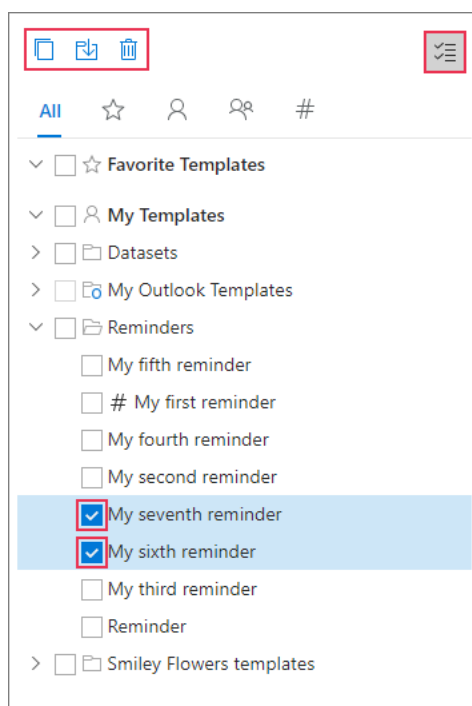 All #
Favorite Templates
My Templates
Datasets
My Outlook Templates
Reminders
My fifth reminder
# My first reminder
My fourth reminder
My second reminder
My seventh reminder
My sixth reminder
My third reminder
Reminder
Smiley Flowers templates